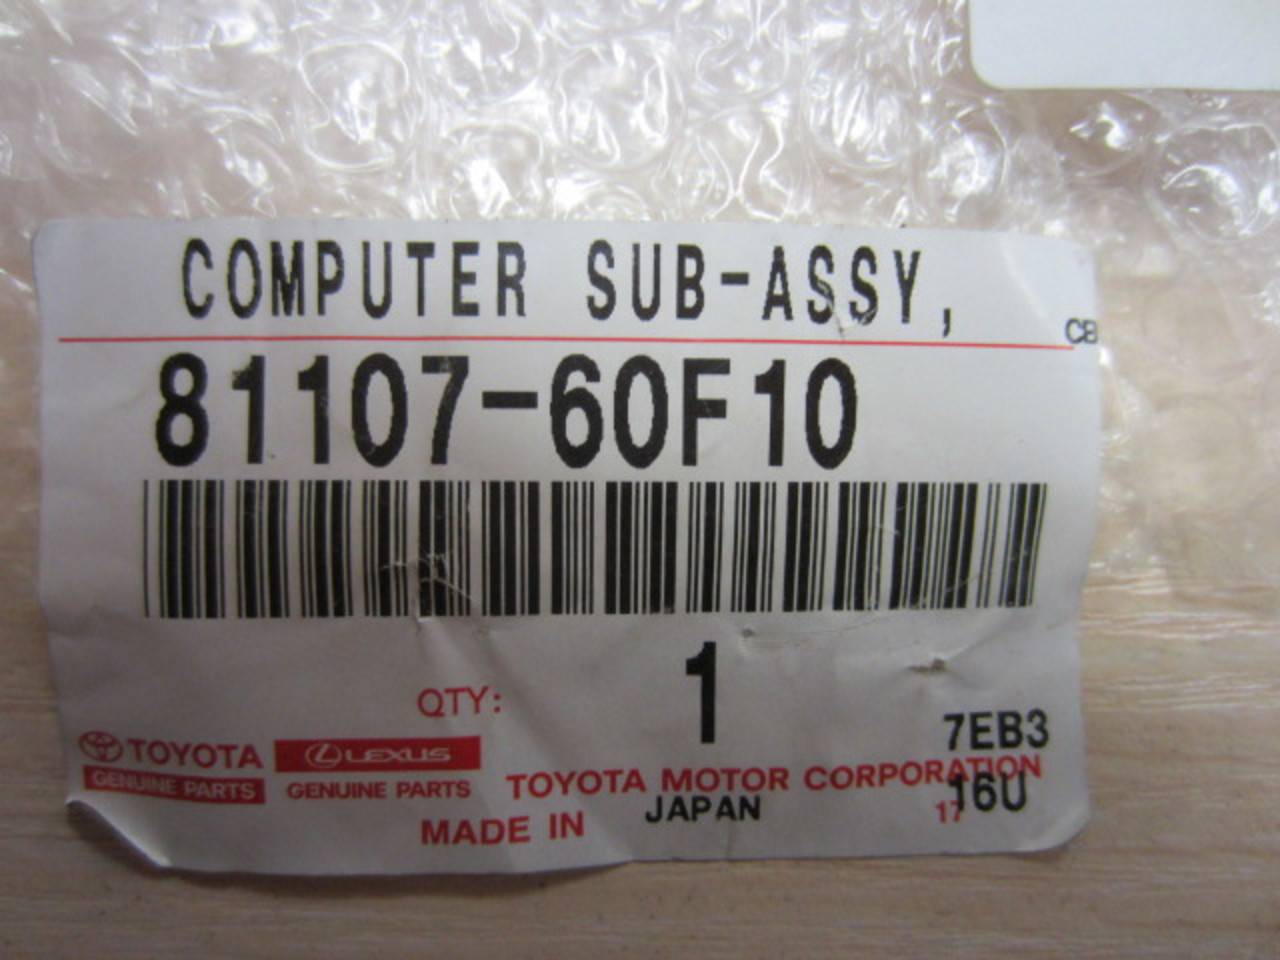 COMPUTER SUB-ASSY,
CB
81107-60F10
1
QTY:
7EB3
TOYOTA LEXUS
GENUINE PARTS GENUINE PARTS
TOYOTA MOTOR CORPORATION
16U
17
MADE IN JAPAN